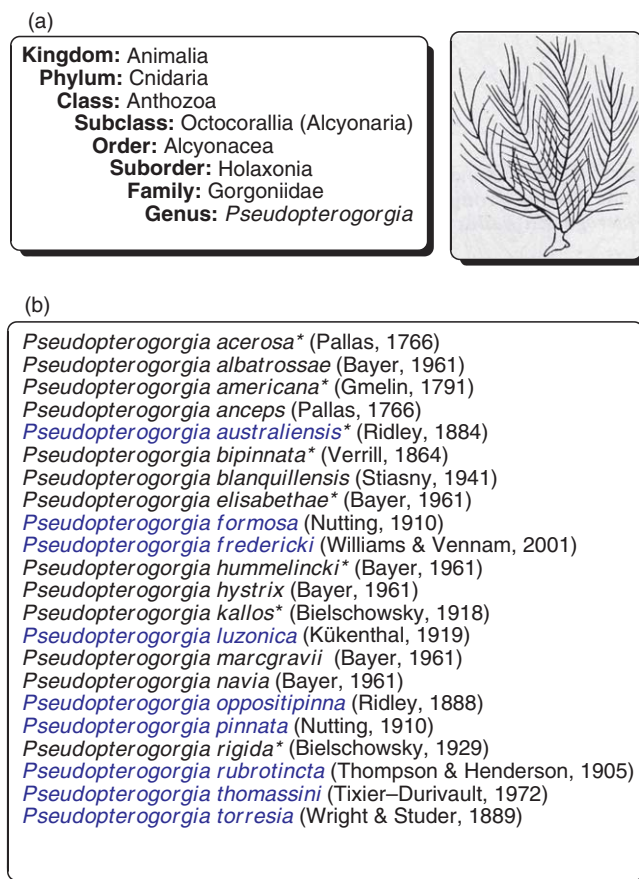 (a)
Kingdom: Animalia
Phylum: Cnidaria
Class: Anthozoa
Subclass: Octocorallia (Alcyonaria)
Order: Alcyonacea
Suborder: Holaxonia
Family: Gorgoniidae
Genus: Pseudopterogorgia
(b)
Pseudopterogorgia acerosa* (Pallas, 1766)
Pseudopterogorgia albatrossae (Bayer, 1961)
Pseudopterogorgia americana* (Gmelin, 1791)
Pseudopterogorgia anceps (Pallas, 1766)
Pseudopterogorgia australiensis* (Ridley, 1884)
Pseudopterogorgia bipinnata* (Verrill, 1864)
Pseudopterogorgia blanquillensis (Stiasny, 1941)
Pseudopterogorgia elisabethae* (Bayer, 1961)
Pseudopterogorgia formosa (Nutting, 1910)
Pseudopterogorgia fredericki (Williams & Vennam, 2001)
Pseudopterogorgia hummelincki* (Bayer, 1961)
Pseudopterogorgia hystrix (Bayer, 1961)
Pseudopterogorgia kallos* (Bielschowsky, 1918)
Pseudopterogorgia luzonica (Kükenthal, 1919)
Pseudopterogorgia marcgravii (Bayer, 1961)
Pseudopterogorgia navia (Bayer, 1961)
Pseudopterogorgia oppositipinna (Ridley, 1888)
Pseudopterogorgia pinnata (Nutting, 1910)
Pseudopterogorgia rigida* (Bielschowsky, 1929)
Pseudopterogorgia rubrotincta (Thompson & Henderson, 1905)
Pseudopterogorgia thomassini (Tixier–Durivault, 1972)
Pseudopterogorgia torresia (Wright & Studer, 1889)